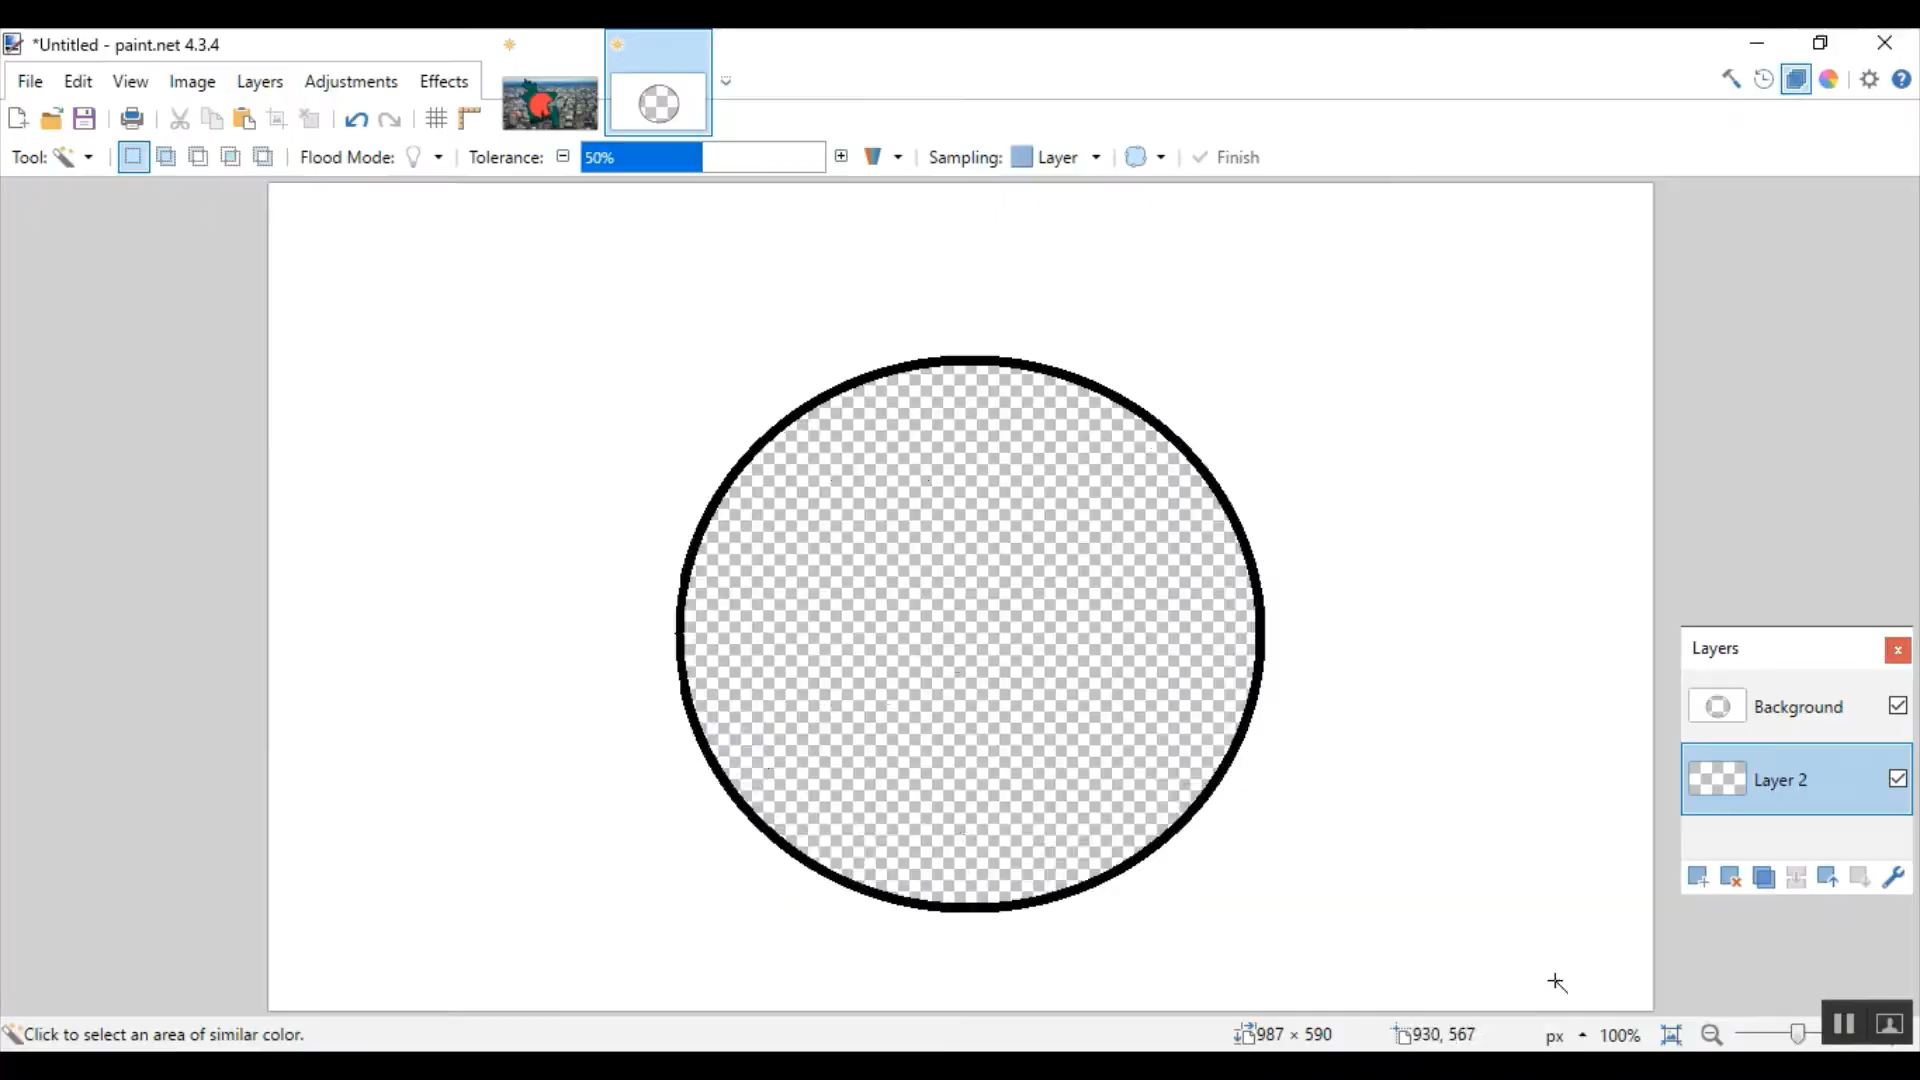 *Untitled - paint.net 4.3.4
File Edit View Image Layers Adjustments Effects
Tool: Flood Mode: Tolerance: 50% Sampling: Layer Finish
Layers
Background
Layer 2
Click to select an area of similar color. 987 × 590 930, 567 px 100%